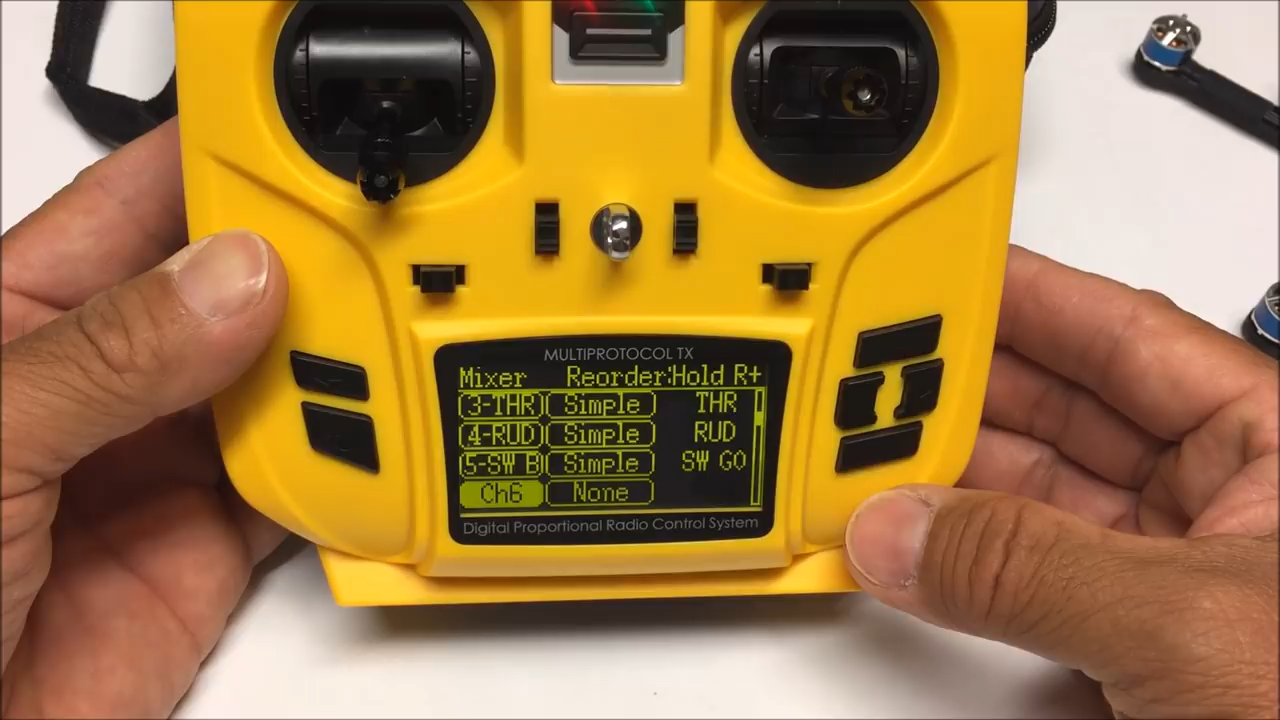 MULTIPROTOCOL TX
Mixer Reorder:Hold R+
3-THR Simple THR
4-RUD Simple RUD
5-SW B Simple SW G0
Ch6 None
Digital Proportional Radio Control System